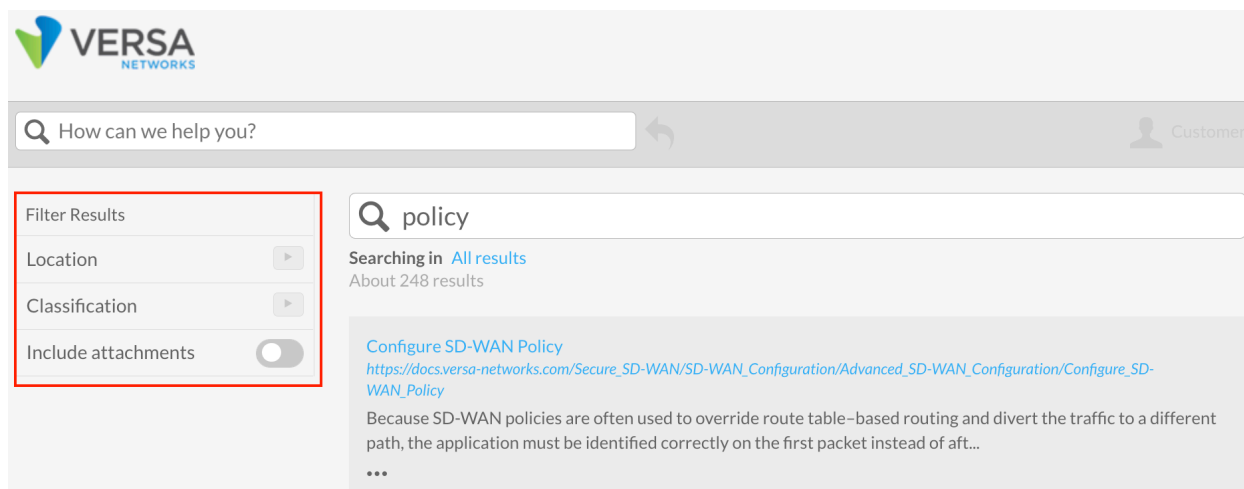 VERSA
NETWORKS
How can we help you?
Customer
Filter Results
Location
Classification
Include attachments
policy
Searching in All results
About 248 results
Configure SD-WAN Policy
https://docs.versa-networks.com/Secure_SD-WAN/SD-WAN_Configuration/Advanced_SD-WAN_Configuration/Configure_SD-
WAN_Policy
Because SD-WAN policies are often used to override route table–based routing and divert the traffic to a different
path, the application must be identified correctly on the first packet instead of aft...
•••